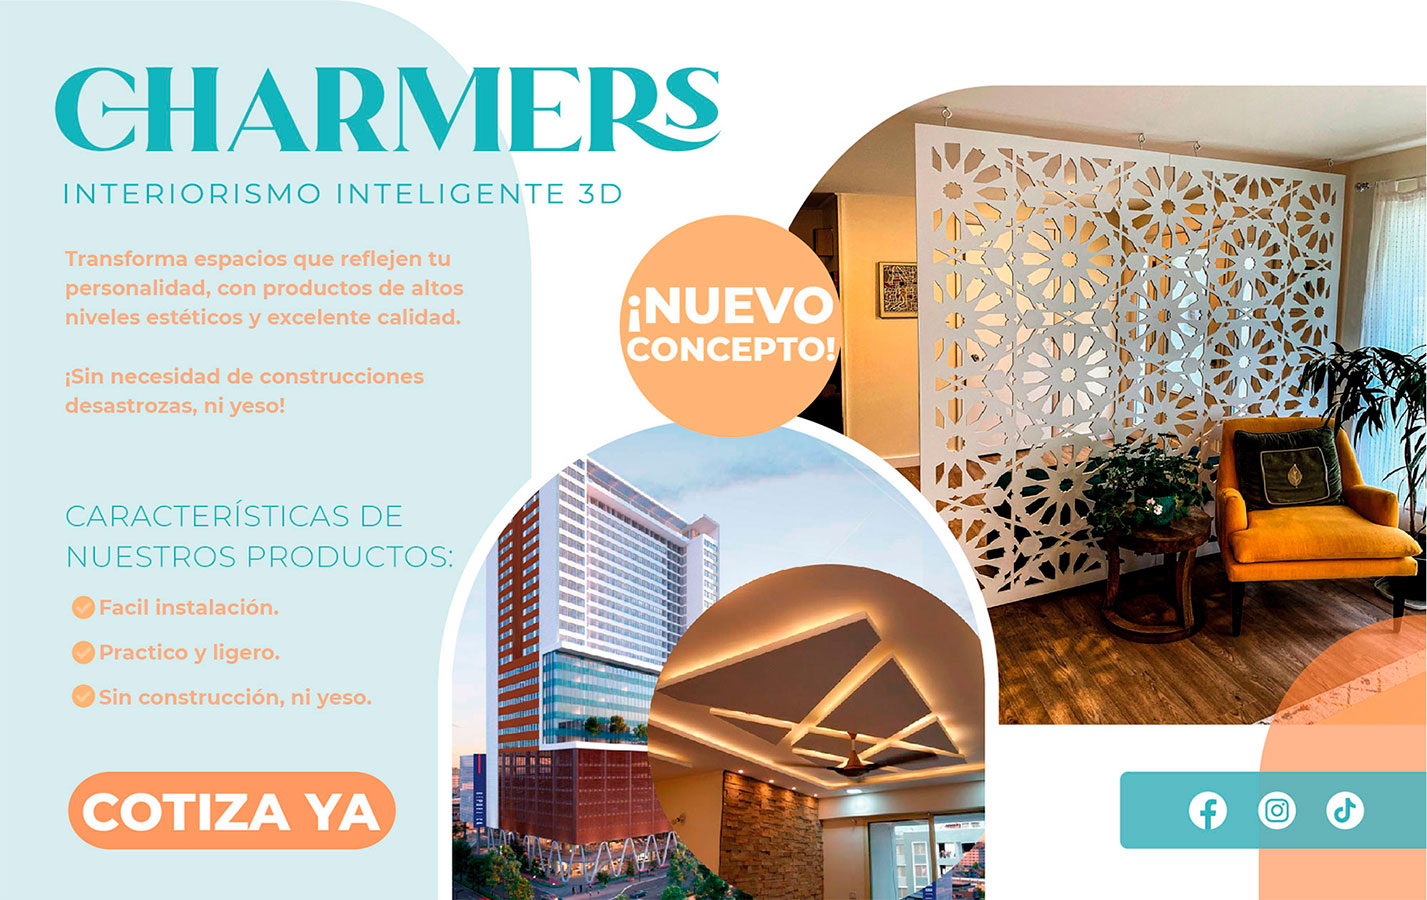 CHARMERS
INTERIORISMO INTELIGENTE 3D
Transforma espacios que reflejen tu
personalidad, con productos de altos
niveles estéticos y excelente calidad.
¡Sin necesidad de construcciones
desastrozas, ni yeso!
¡NUEVO
CONCEPTO!
CARACTERÍSTICAS DE
NUESTROS PRODUCTOS:
Facil instalación.
Practico y ligero.
Sin construcción, ni yeso.
COTIZA YA